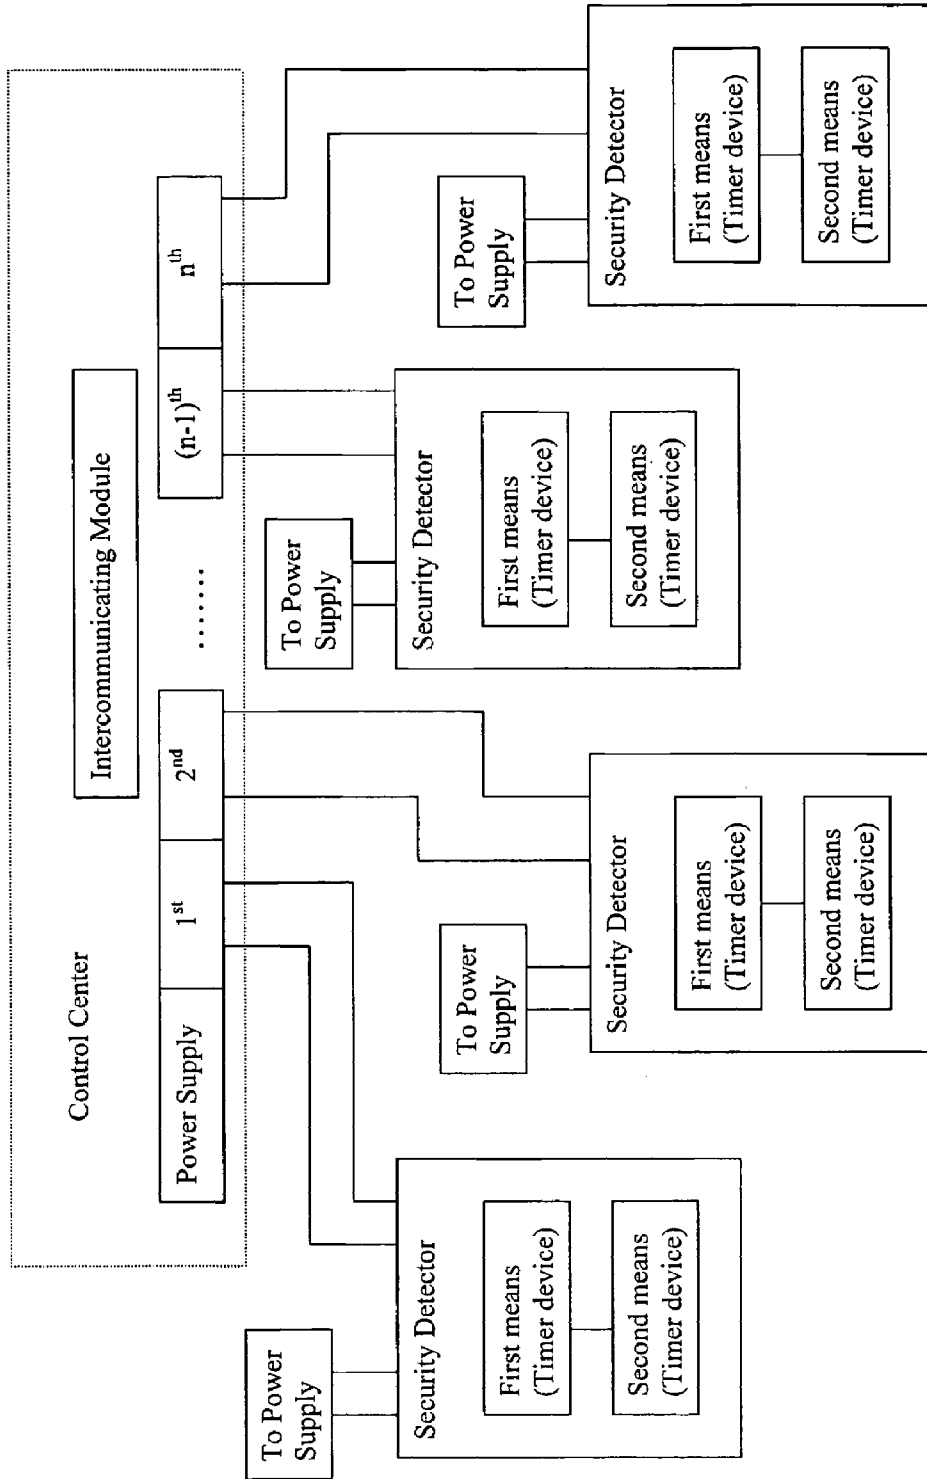 Control Center
Intercommunicating Module
Power Supply
1st
2nd
.......
(n-1)th
nth
To Power
Supply
Security Detector
First means
(Timer device)
Second means
(Timer device)
To Power
Supply
Security Detector
First means
(Timer device)
Second means
(Timer device)
To Power
Supply
Security Detector
First means
(Timer device)
Second means
(Timer device)
To Power
Supply
Security Detector
First means
(Timer device)
Second means
(Timer device)